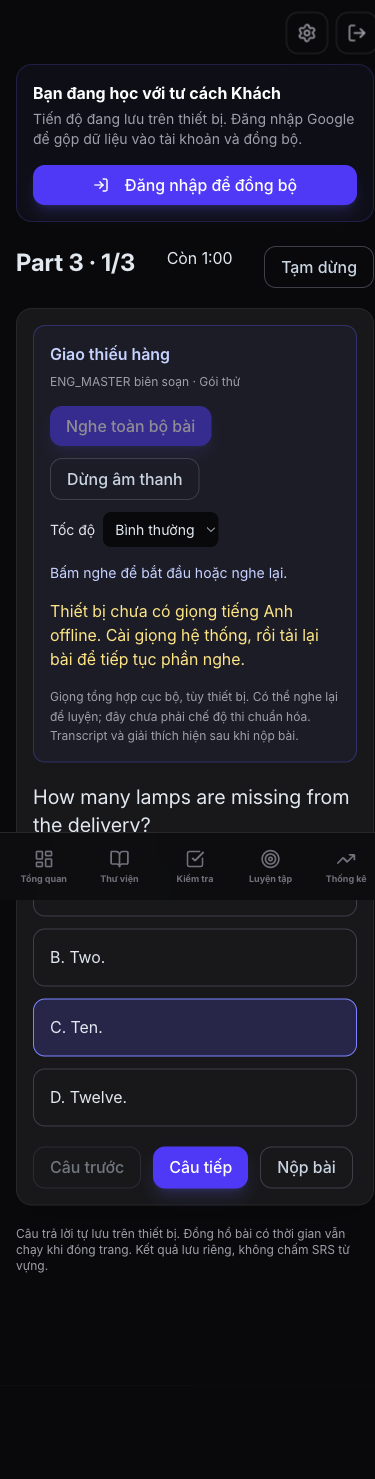 Bạn đang học với tư cách Khách
Tiến độ đang lưu trên thiết bị. Đăng nhập Google
để gộp dữ liệu vào tài khoản và đồng bộ.
Đăng nhập để đồng bộ
Part 3 · 1/3
Còn 1:00
Tạm dừng
Giao thiếu hàng
ENG_MASTER biên soạn · Gói thử
Nghe toàn bộ bài
Dừng âm thanh
Tốc độ
Bình thường
Bấm nghe để bắt đầu hoặc nghe lại.
Thiết bị chưa có giọng tiếng Anh
offline. Cài giọng hệ thống, rồi tải lại
bài để tiếp tục phần nghe.
Giọng tổng hợp cục bộ, tùy thiết bị. Có thể nghe lại
để luyện; đây chưa phải chế độ thi chuẩn hóa.
Transcript và giải thích hiện sau khi nộp bài.
How many lamps are missing from
the delivery?
Tổng quan
Thư viện
Kiểm tra
Luyện tập
Thống kê
B. Two.
C. Ten.
D. Twelve.
Câu trước
Câu tiếp
Nộp bài
Câu trả lời tự lưu trên thiết bị. Đồng hồ bài có thời gian vẫn
chạy khi đóng trang. Kết quả lưu riêng, không chấm SRS từ
vựng.